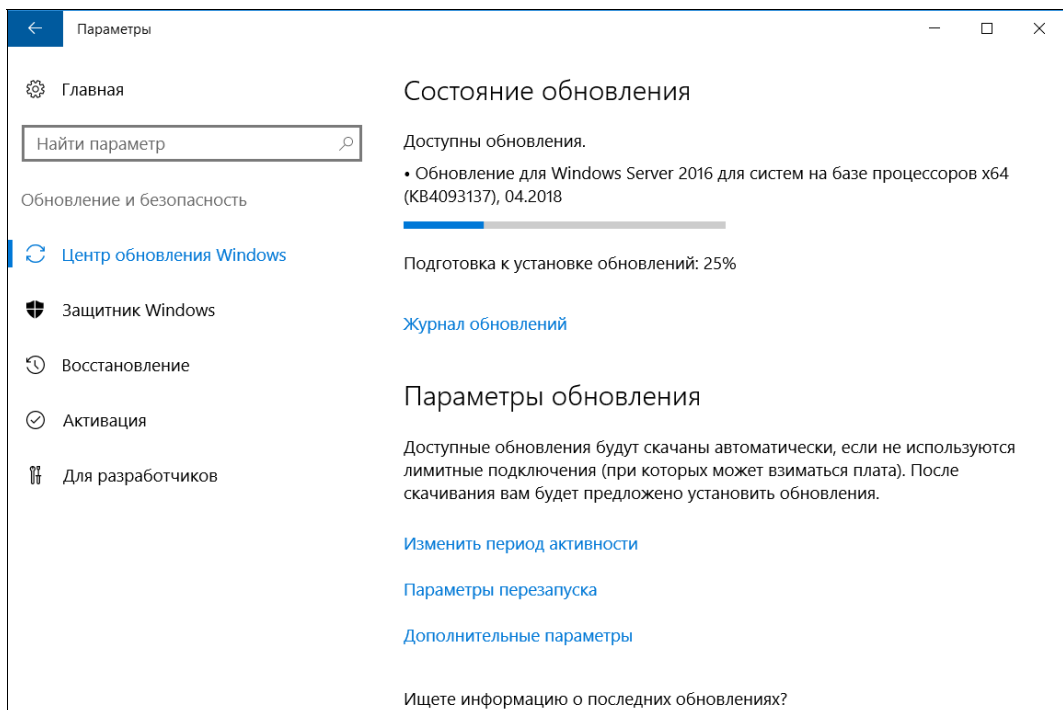 Параметры
Главная
Найти параметр
Обновление и безопасность
Центр обновления Windows
Защитник Windows
Восстановление
Активация
Для разработчиков
Состояние обновления
Доступны обновления.
• Обновление для Windows Server 2016 для систем на базе процессоров x64
(KB4093137), 04.2018
Подготовка к установке обновлений: 25%
Журнал обновлений
Параметры обновления
Доступные обновления будут скачаны автоматически, если не используются
лимитные подключения (при которых может взиматься плата). После
скачивания вам будет предложено установить обновления.
Изменить период активности
Параметры перезапуска
Дополнительные параметры
Ищете информацию о последних обновлениях?